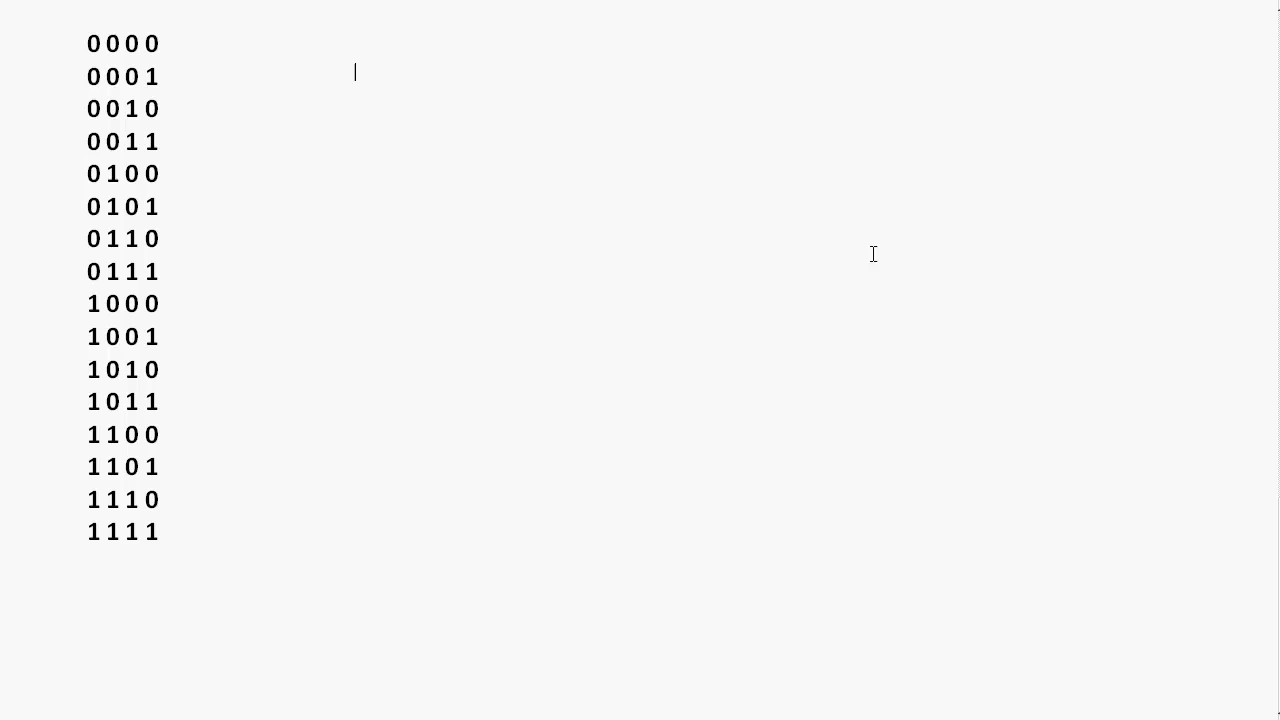 0 0 0 0
0 0 0 1
0 0 1 0
0 0 1 1
0 1 0 0
0 1 0 1
0 1 1 0
0 1 1 1
1 0 0 0
1 0 0 1
1 0 1 0
1 0 1 1
1 1 0 0
1 1 0 1
1 1 1 0
1 1 1 1